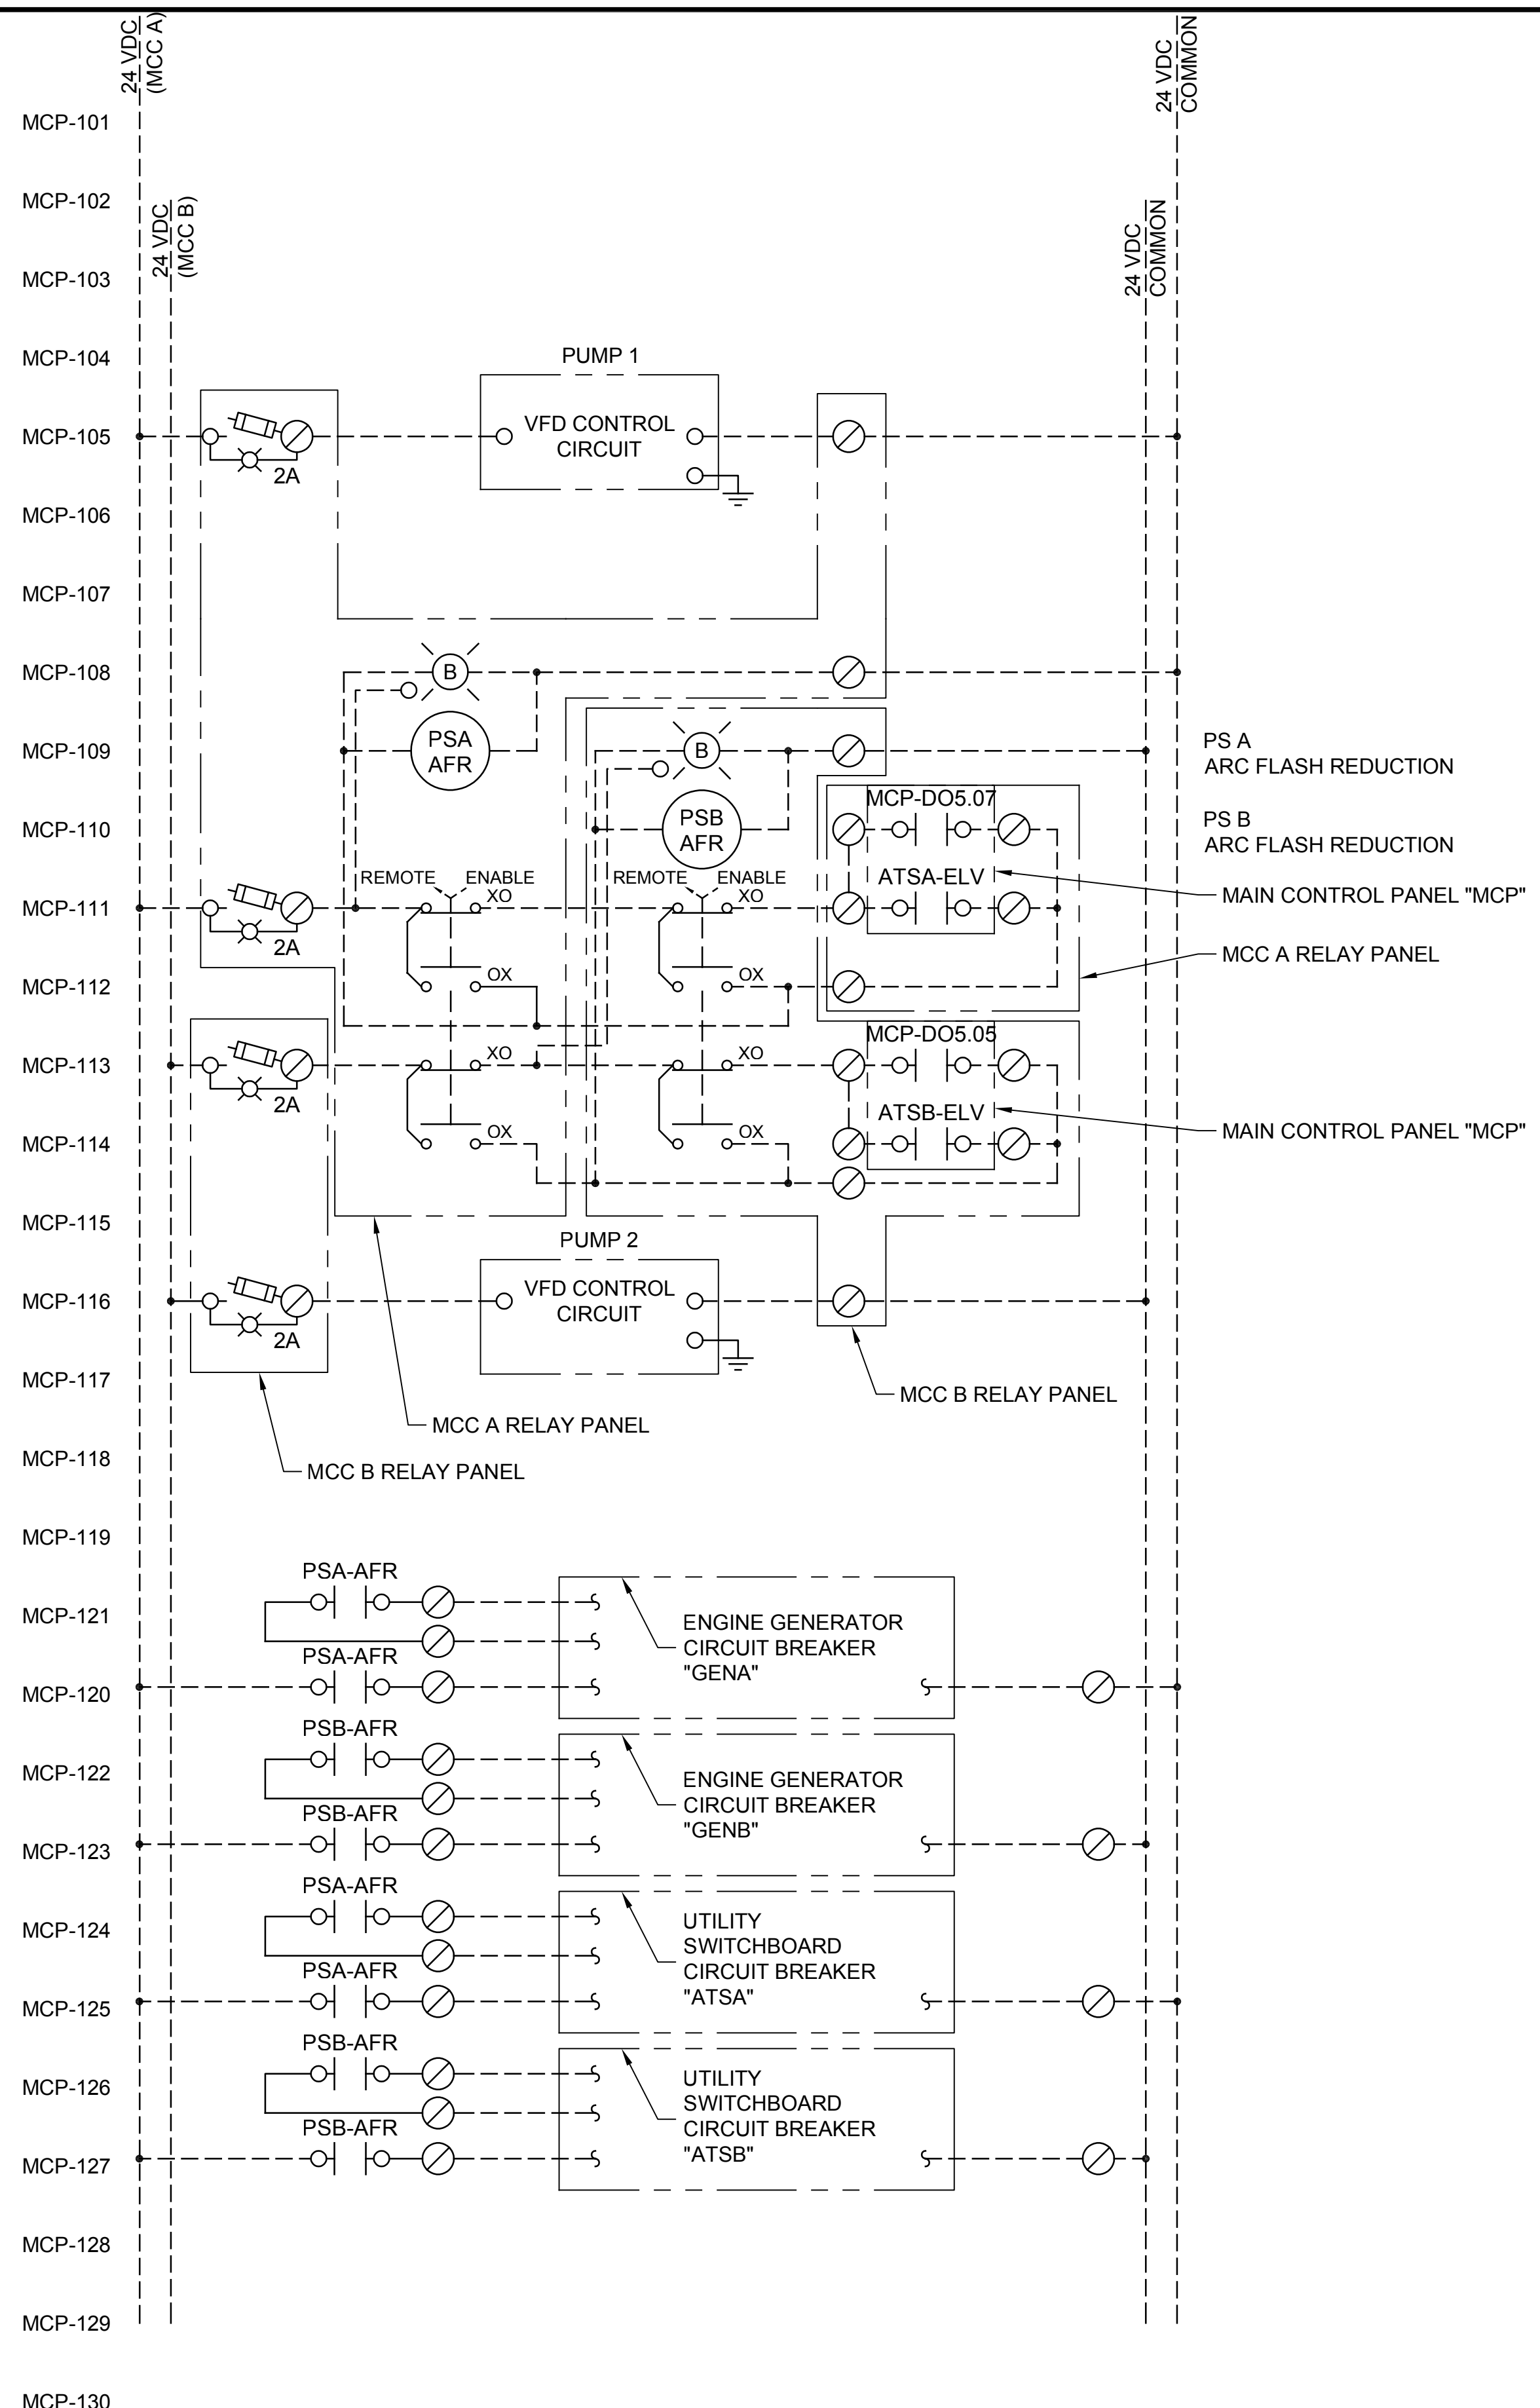 24 VDC
(MCC A)
24 VDC
COMMON
MCP-101
MCP-102
24 VDC
(MCC B)
24 VDC
COMMON
MCP-103
MCP-104
PUMP 1
MCP-105
VFD CONTROL
CIRCUIT
2A
MCP-106
MCP-107
MCP-108
B
MCP-109
PSA
AFR
B
PS A
ARC FLASH REDUCTION
MCP-110
PSB
AFR
MCP-DO5.07
PS B
ARC FLASH REDUCTION
REMOTE
ENABLE
REMOTE
ENABLE
ATSA-ELV
MCP-111
XO
XO
MAIN CONTROL PANEL "MCP"
2A
MCC A RELAY PANEL
MCP-112
OX
OX
MCP-DO5.05
MCP-113
XO
XO
2A
ATSB-ELV
MCP-114
OX
OX
MAIN CONTROL PANEL "MCP"
MCP-115
PUMP 2
MCP-116
VFD CONTROL
CIRCUIT
2A
MCP-117
MCC B RELAY PANEL
MCC A RELAY PANEL
MCP-118
MCC B RELAY PANEL
MCP-119
PSA-AFR
MCP-121
ENGINE GENERATOR
CIRCUIT BREAKER
"GENA"
PSA-AFR
MCP-120
PSB-AFR
MCP-122
ENGINE GENERATOR
CIRCUIT BREAKER
"GENB"
PSB-AFR
MCP-123
PSA-AFR
MCP-124
UTILITY
SWITCHBOARD
CIRCUIT BREAKER
"ATSA"
PSA-AFR
MCP-125
PSB-AFR
MCP-126
UTILITY
SWITCHBOARD
CIRCUIT BREAKER
"ATSB"
PSB-AFR
MCP-127
MCP-128
MCP-129
MCP-130